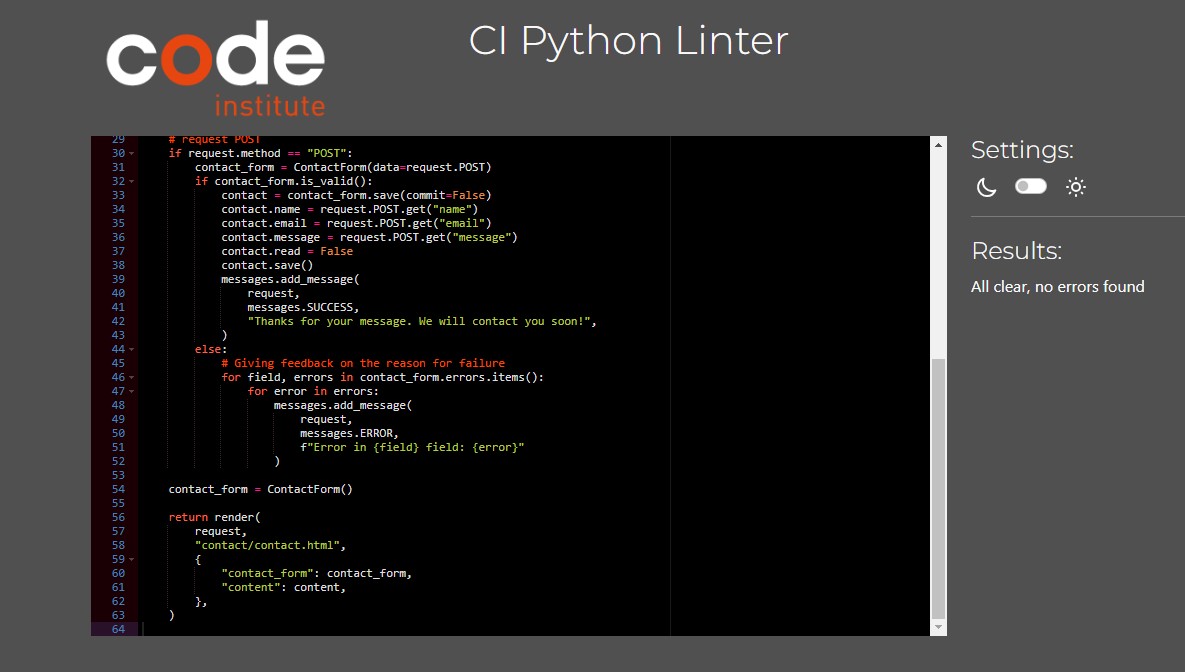 code
institute
CI Python Linter
29 # request POST
30 if request.method == "POST":
31 contact_form = ContactForm(data=request.POST)
32 if contact_form.is_valid():
33 contact = contact_form.save(commit=False)
34 contact.name = request.POST.get("name")
35 contact.email = request.POST.get("email")
36 contact.message = request.POST.get("message")
37 contact.read = False
38 contact.save()
39 messages.add_message(
40 request,
41 messages.SUCCESS,
42 "Thanks for your message. We will contact you soon!",
43 )
44 else:
45 # Giving feedback on the reason for failure
46 for field, errors in contact_form.errors.items():
47 for error in errors:
48 messages.add_message(
49 request,
50 messages.ERROR,
51 f"Error in {field} field: {error}"
52 )
53
54 contact_form = ContactForm()
55
56 return render(
57 request,
58 "contact/contact.html",
59 {
60 "contact_form": contact_form,
61 "content": content,
62 },
63 )
64
Settings:
Results:
All clear, no errors found